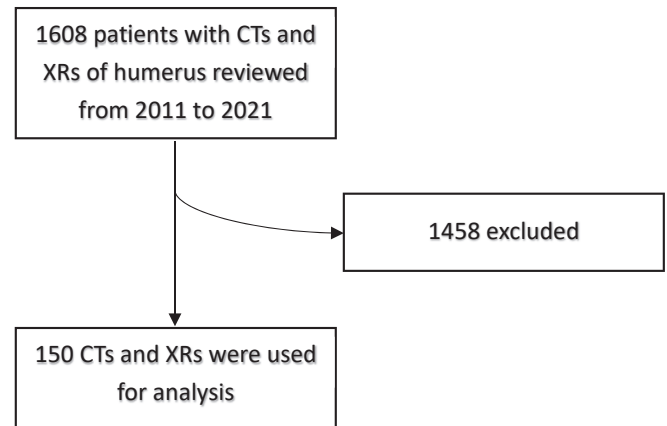 1608 patients with CTs and
XRs of humerus reviewed
from 2011 to 2021
1458 excluded
150 CTs and XRs were used
for analysis